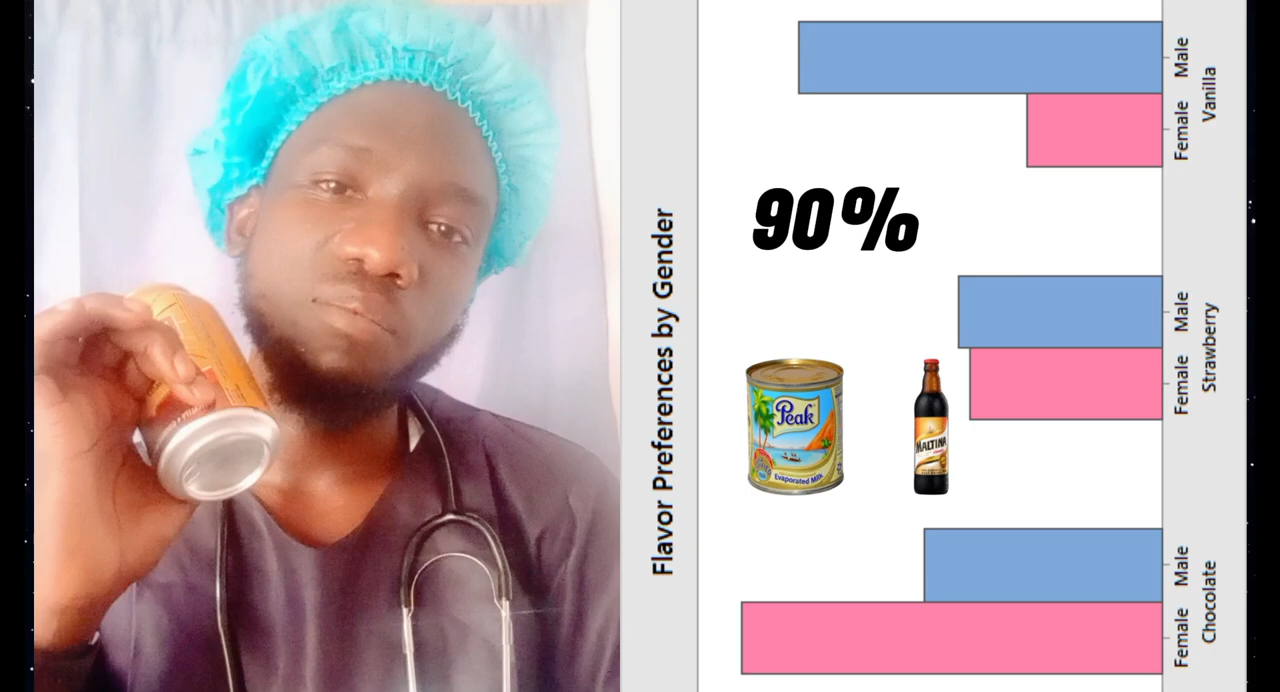 Flavor Preferences by Gender
90%
Peak
Evaporated Milk
MALTINA
Male
Female
Vanilla
Male
Female
Strawberry
Male
Female
Chocolate